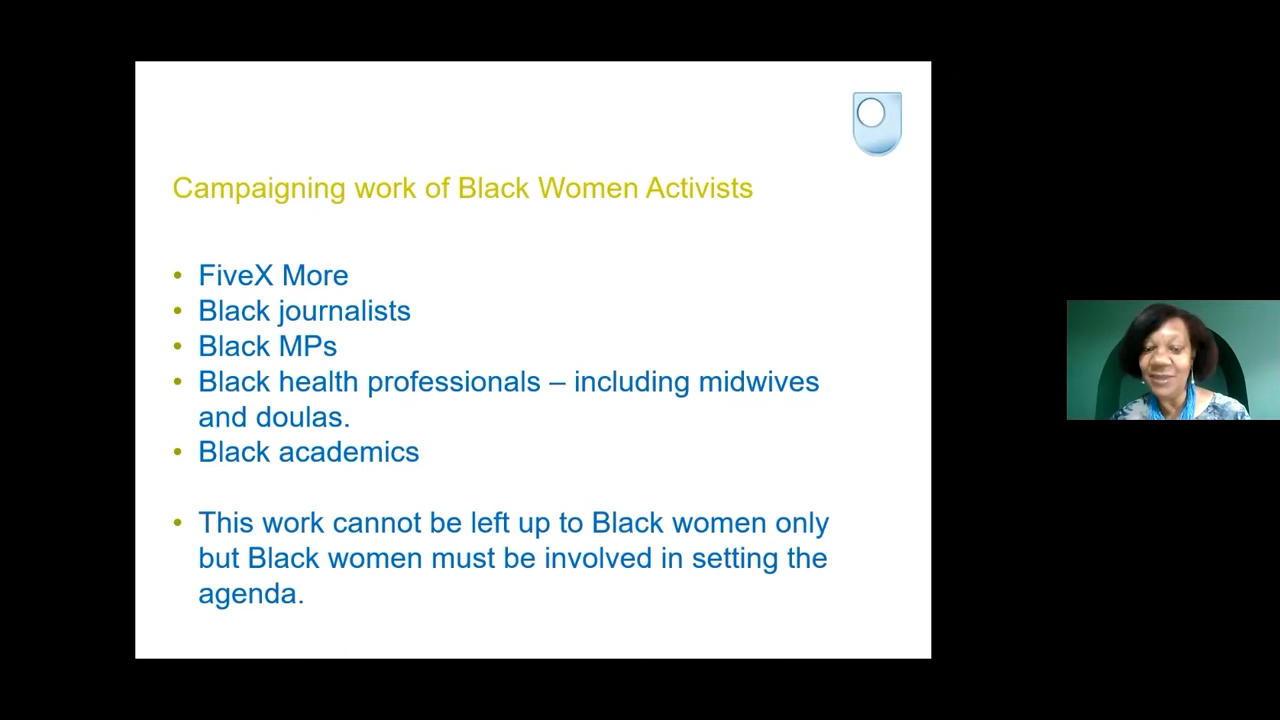 Campaigning work of Black Women Activists
• FiveX More
• Black journalists
• Black MPs
• Black health professionals – including midwives
and doulas.
• Black academics
• This work cannot be left up to Black women only
but Black women must be involved in setting the
agenda.